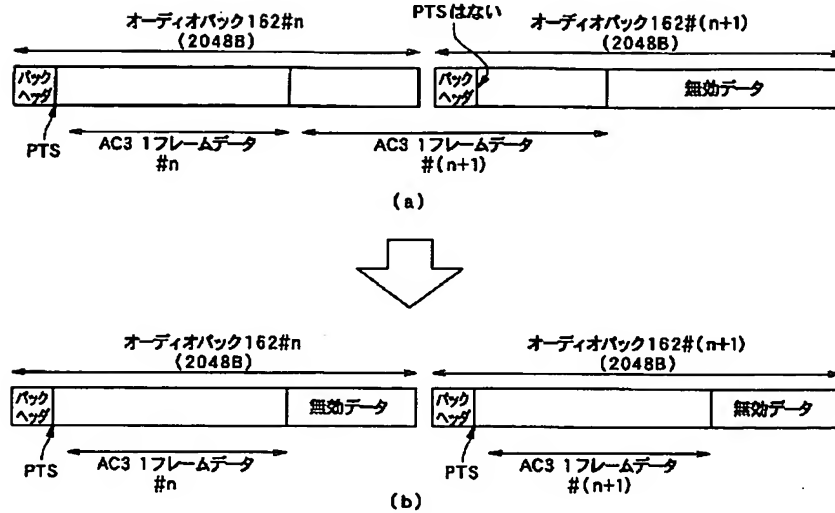 PTSはない
オーディオパック162#n
(2048B)
オーディオパック162#(n+1)
(2048B)
パック
ヘッダ
パック
ヘッダ
無効データ
PTS
AC3 1フレームデータ
#n
AC3 1フレームデータ
#(n+1)
(a)
オーディオパック162#n
(2048B)
オーディオパック162#(n+1)
(2048B)
パック
ヘッダ
無効データ
パック
ヘッダ
無効データ
PTS
AC3 1フレームデータ
#n
PTS
AC3 1フレームデータ
#(n+1)
(b)